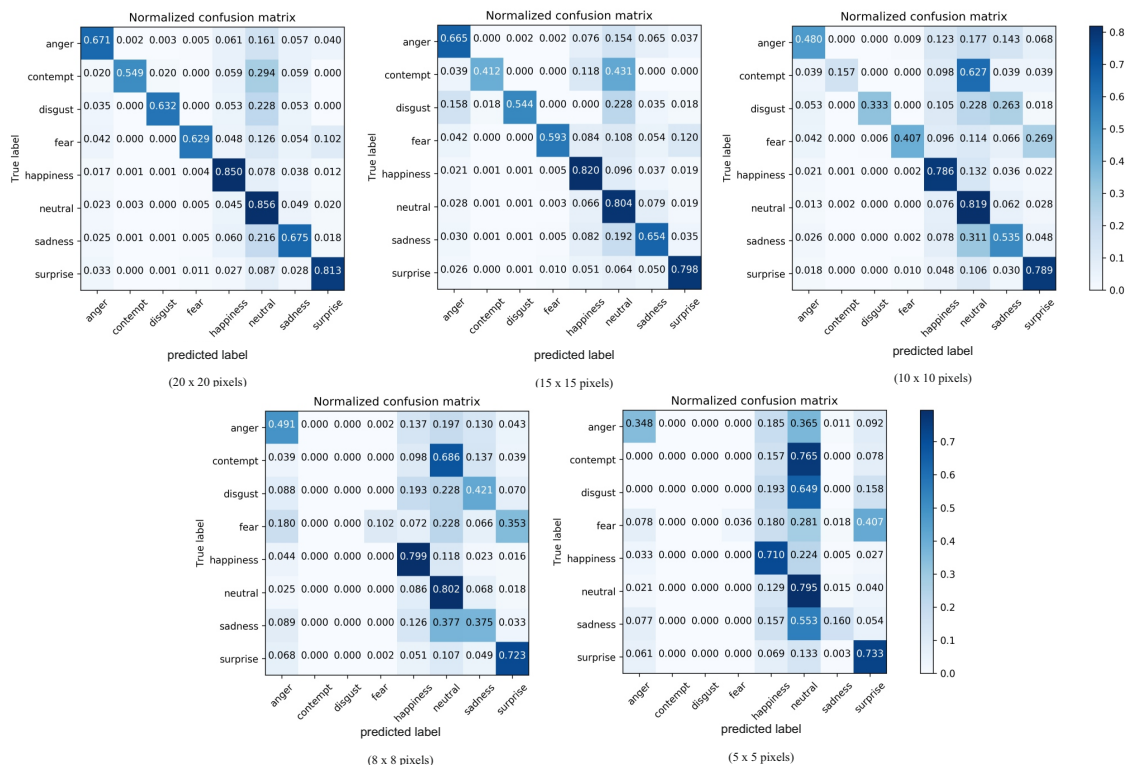 Normalized confusion matrix
anger 0.671 0.002 0.003 0.005 0.061 0.161 0.057 0.040
contempt 0.020 0.549 0.020 0.000 0.059 0.294 0.059 0.000
disgust 0.035 0.000 0.632 0.000 0.053 0.228 0.053 0.000
fear 0.042 0.000 0.000 0.629 0.048 0.126 0.054 0.102
happiness 0.017 0.001 0.001 0.004 0.850 0.078 0.038 0.012
neutral 0.023 0.003 0.000 0.005 0.045 0.856 0.049 0.020
sadness 0.025 0.001 0.001 0.005 0.060 0.216 0.675 0.018
surprise 0.033 0.000 0.001 0.011 0.027 0.087 0.028 0.813
True label
anger contempt disgust fear happiness neutral sadness surprise
predicted label
(20 x 20 pixels)
Normalized confusion matrix
anger 0.665 0.000 0.002 0.002 0.076 0.154 0.065 0.037
contempt 0.039 0.412 0.000 0.000 0.118 0.431 0.000 0.000
disgust 0.158 0.018 0.544 0.000 0.000 0.228 0.035 0.018
fear 0.042 0.000 0.000 0.593 0.084 0.108 0.054 0.120
happiness 0.021 0.001 0.001 0.004 0.820 0.096 0.037 0.019
neutral 0.028 0.001 0.001 0.003 0.066 0.804 0.079 0.019
sadness 0.030 0.001 0.001 0.005 0.082 0.192 0.654 0.035
surprise 0.026 0.000 0.001 0.010 0.051 0.064 0.050 0.798
True label
anger contempt disgust fear happiness neutral sadness surprise
predicted label
(15 x 15 pixels)
Normalized confusion matrix
anger 0.480 0.000 0.000 0.009 0.123 0.177 0.143 0.068
contempt 0.039 0.157 0.000 0.000 0.098 0.627 0.039 0.039
disgust 0.053 0.000 0.333 0.000 0.105 0.228 0.263 0.018
fear 0.042 0.000 0.006 0.407 0.096 0.114 0.066 0.269
happiness 0.021 0.001 0.000 0.002 0.786 0.132 0.036 0.022
neutral 0.013 0.002 0.000 0.000 0.076 0.819 0.062 0.028
sadness 0.026 0.000 0.000 0.002 0.078 0.311 0.535 0.048
surprise 0.018 0.000 0.000 0.010 0.048 0.106 0.030 0.789
True label
anger contempt disgust fear happiness neutral sadness surprise
predicted label
(10 x 10 pixels)
0.8
0.7
0.6
0.5
0.4
0.3
0.2
0.1
0.0
Normalized confusion matrix
anger 0.491 0.000 0.000 0.002 0.137 0.197 0.130 0.043
contempt 0.039 0.000 0.000 0.000 0.098 0.686 0.137 0.039
disgust 0.088 0.000 0.000 0.000 0.193 0.228 0.421 0.070
fear 0.180 0.000 0.000 0.102 0.072 0.228 0.066 0.353
happiness 0.044 0.000 0.000 0.000 0.799 0.118 0.023 0.016
neutral 0.025 0.000 0.000 0.000 0.086 0.802 0.068 0.018
sadness 0.089 0.000 0.000 0.000 0.126 0.377 0.375 0.033
surprise 0.068 0.000 0.000 0.002 0.051 0.107 0.049 0.723
True label
anger contempt disgust fear happiness neutral sadness surprise
predicted label
(8 x 8 pixels)
Normalized confusion matrix
anger 0.348 0.000 0.000 0.000 0.185 0.365 0.011 0.092
contempt 0.000 0.000 0.000 0.000 0.157 0.765 0.000 0.078
disgust 0.000 0.000 0.000 0.000 0.193 0.649 0.000 0.158
fear 0.078 0.000 0.000 0.036 0.180 0.281 0.018 0.407
happiness 0.033 0.000 0.000 0.000 0.710 0.224 0.005 0.027
neutral 0.021 0.000 0.000 0.000 0.129 0.795 0.015 0.040
sadness 0.077 0.000 0.000 0.000 0.157 0.553 0.160 0.054
surprise 0.061 0.000 0.000 0.000 0.069 0.133 0.003 0.733
True label
anger contempt disgust fear happiness neutral sadness surprise
predicted label
(5 x 5 pixels)
0.7
0.6
0.5
0.4
0.3
0.2
0.1
0.0